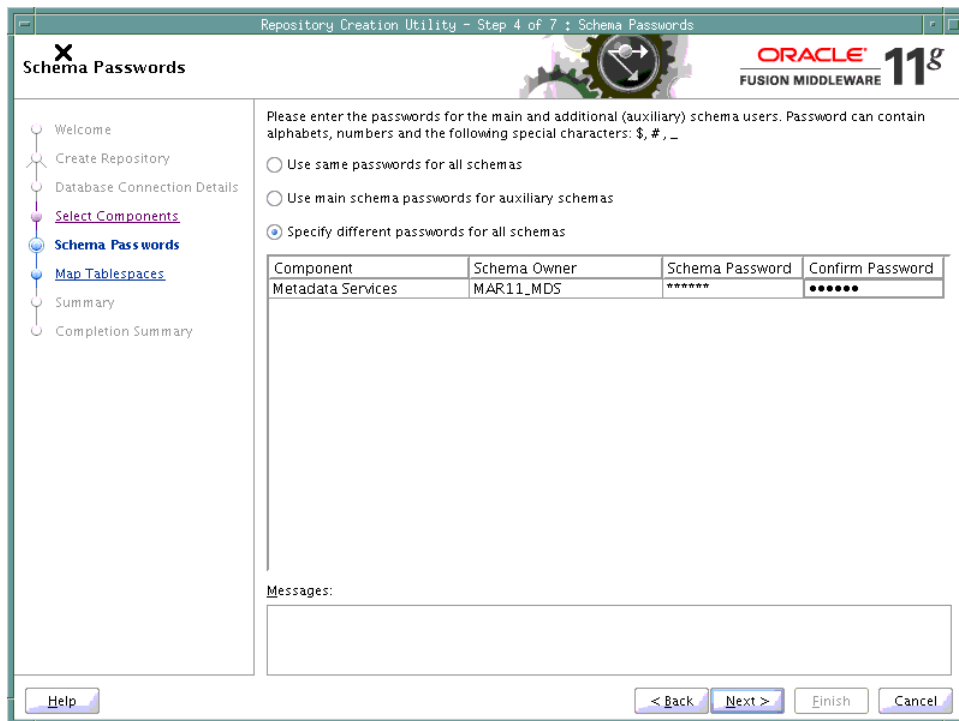 Repository Creation Utility - Step 4 of 7 : Schema Passwords
Schema Passwords
ORACLE FUSION MIDDLEWARE 11g
Welcome
Create Repository
Database Connection Details
Select Components
Schema Passwords
Map Tablespaces
Summary
Completion Summary
Please enter the passwords for the main and additional (auxiliary) schema users. Password can contain
alphabets, numbers and the following special characters: $, # , _
Use same passwords for all schemas
Use main schema passwords for auxiliary schemas
Specify different passwords for all schemas
Component Schema Owner Schema Password Confirm Password
Metadata Services MAR11_MDS ****** ●●●●●●
Messages:
Help < Back Next > Finish Cancel